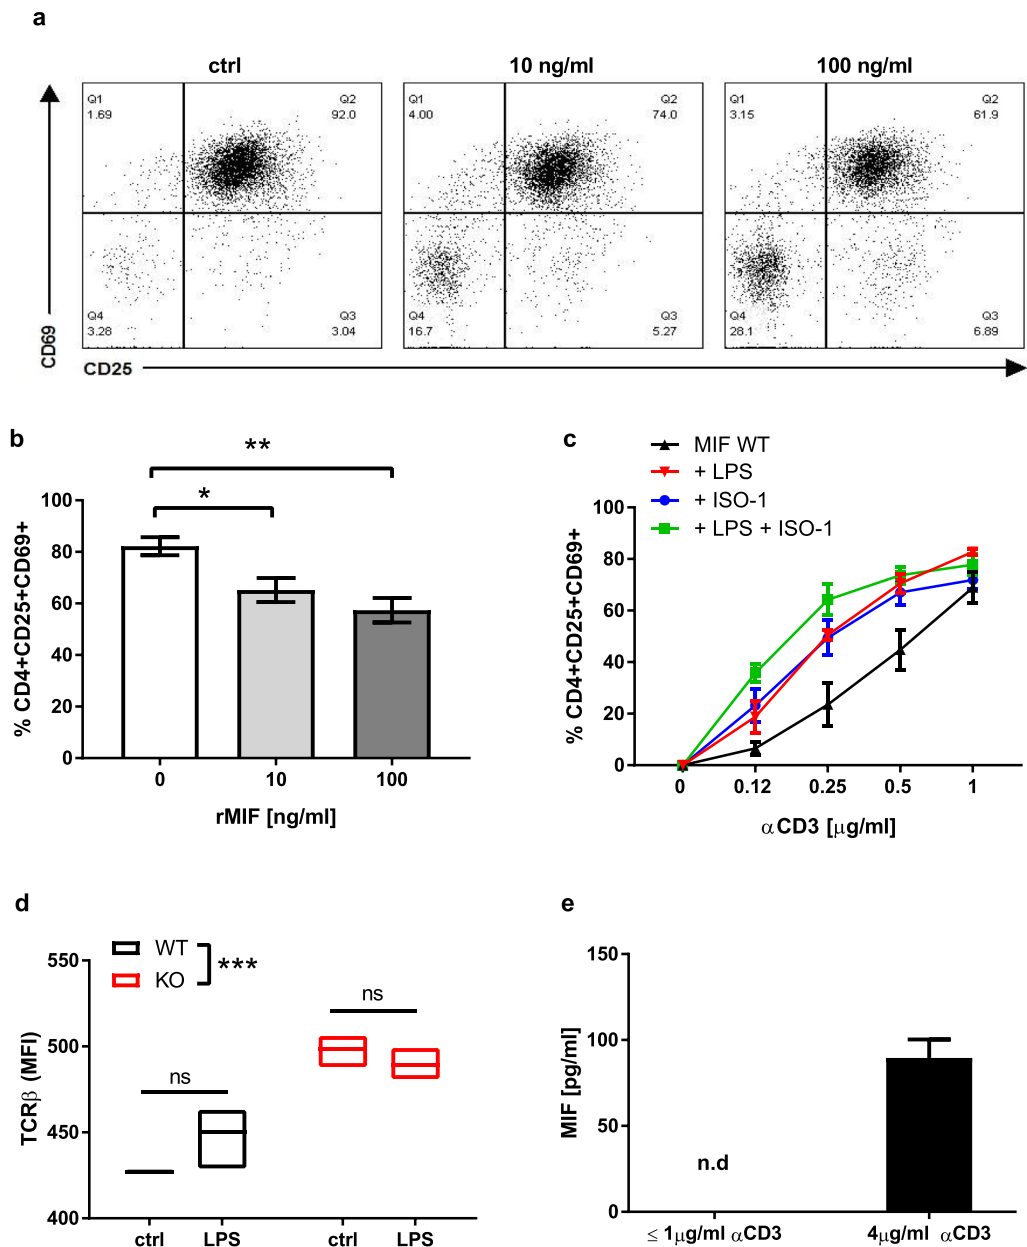 a
ctrl
10 ng/ml
100 ng/ml
Q1
1.69
Q2
92.0
Q4
3.28
Q3
3.04
Q1
4.00
Q2
74.0
Q4
16.7
Q3
5.27
Q1
3.15
Q2
61.9
Q4
28.1
Q3
6.89
CD69
CD25
b
**
*
% CD4+CD25+CD69+
100
80
60
40
20
0
0 10 100
rMIF [ng/ml]
c
MIF WT
+ LPS
+ ISO-1
+ LPS + ISO-1
% CD4+CD25+CD69+
100
80
60
40
20
0
0 0.12 0.25 0.5 1
αCD3 [μg/ml]
d
WT
KO
***
TCRβ (MFI)
550
500
450
400
ns
ns
ctrl LPS ctrl LPS
e
MIF [pg/ml]
150
100
50
0
n.d
≤ 1μg/ml αCD3
4μg/ml αCD3